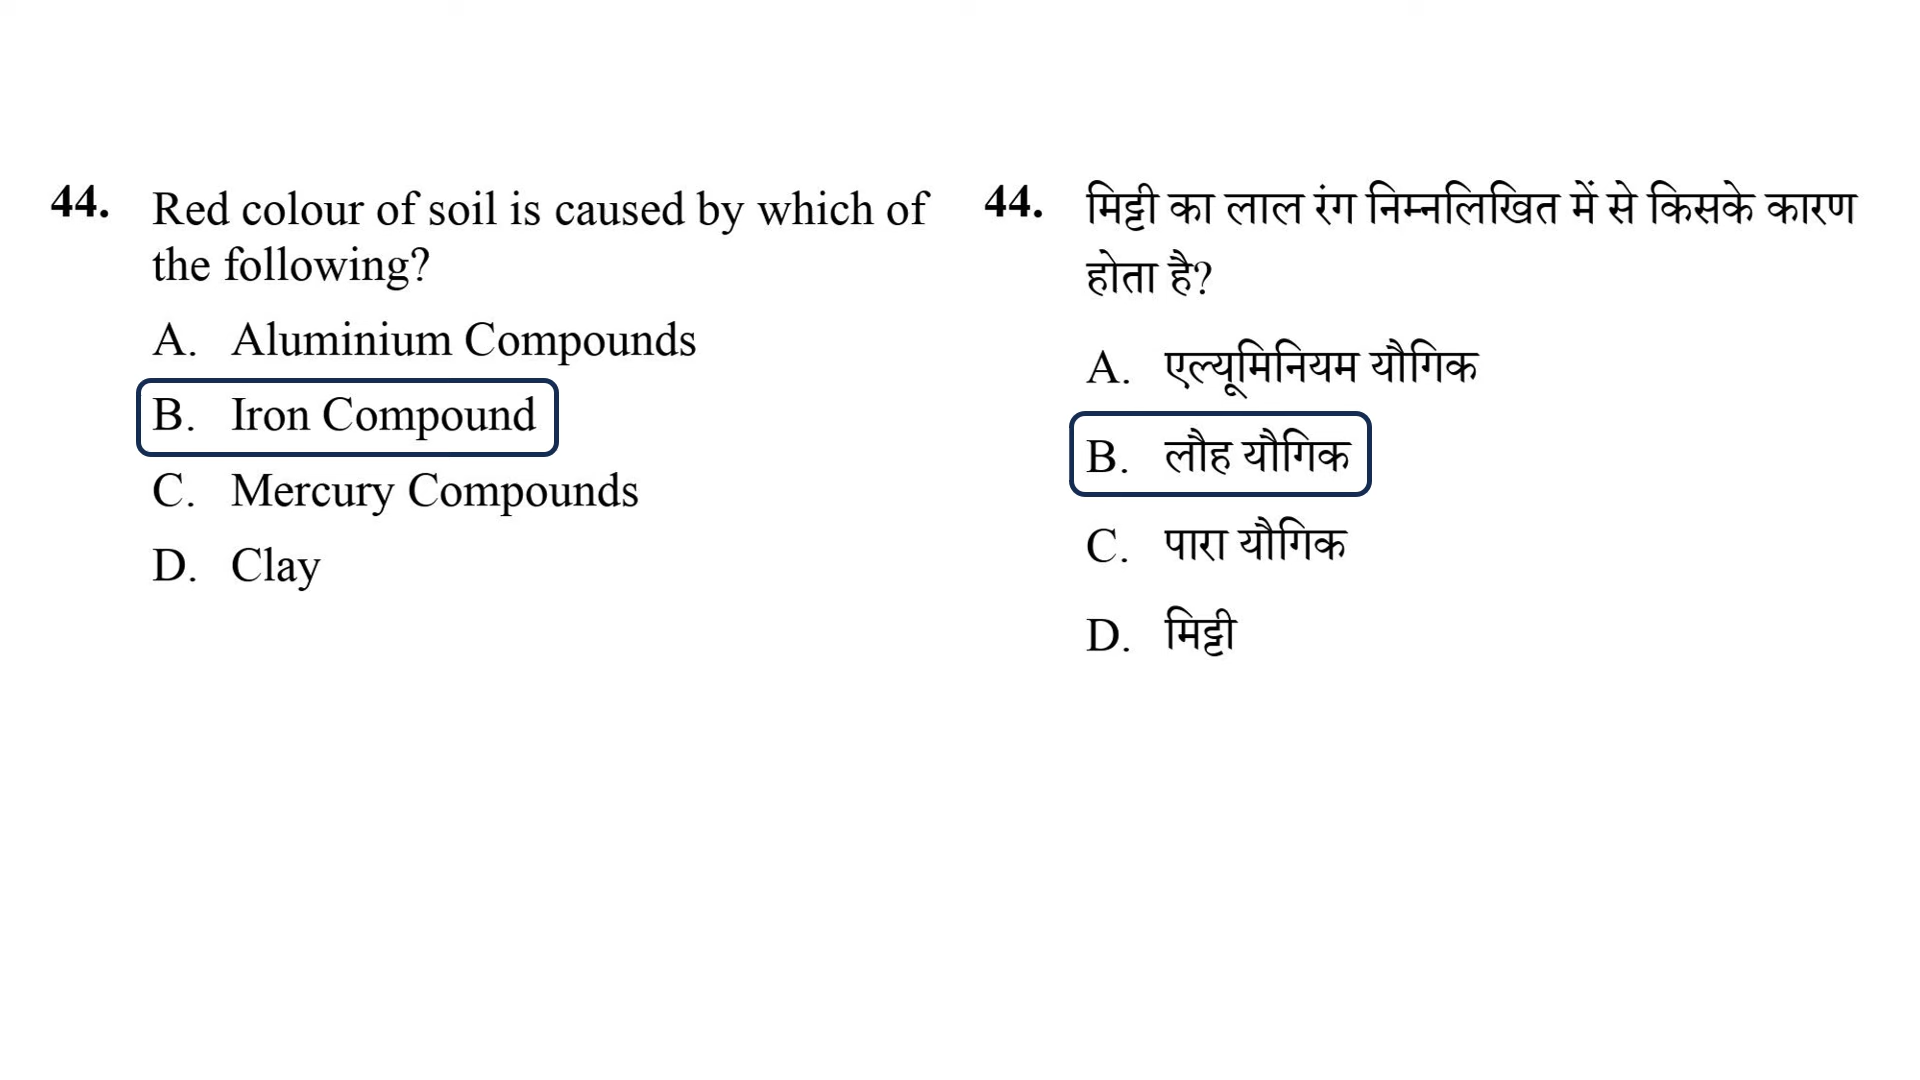 44. Red colour of soil is caused by which of
the following?
A. Aluminium Compounds
B. Iron Compound
C. Mercury Compounds
D. Clay
44. मिट्टी का लाल रंग निम्नलिखित में से किसके कारण
होता है?
A. एल्यूमिनियम यौगिक
B. लौह यौगिक
C. पारा यौगिक
D. मिट्टी